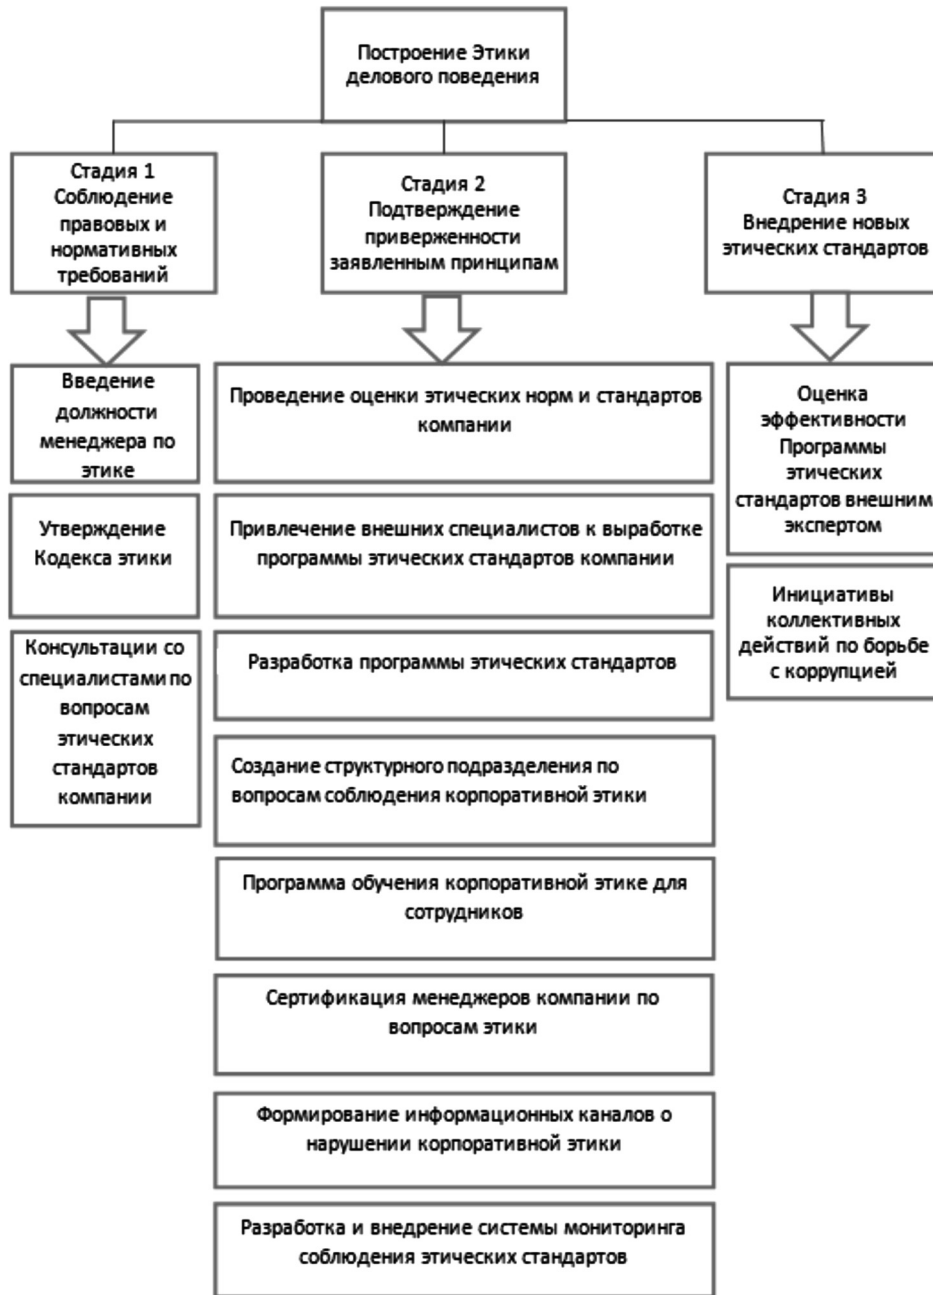 Построение Этики
делового поведения
Стадия 1
Соблюдение
правовых и
нормативных
требований
Стадия 2
Подтверждение
приверженности
заявленным принципам
Стадия 3
Внедрение новых
этических стандартов
Введение
должности
менеджера по
этике
Утверждение
Кодекса этики
Консультации со
специалистами по
вопросам
этических
стандартов
компании
Проведение оценки этических норм и стандартов
компании
Привлечение внешних специалистов к выработке
программы этических стандартов компании
Разработка программы этических стандартов
Создание структурного подразделения по
вопросам соблюдения корпоративной этики
Программа обучения корпоративной этике для
сотрудников
Сертификация менеджеров компании по
вопросам этики
Формирование информационных каналов о
нарушении корпоративной этики
Разработка и внедрение системы мониторинга
соблюдения этических стандартов
Оценка
эффективности
Программы
этических
стандартов внешним
экспертом
Инициативы
коллективных
действий по борьбе
с коррупцией